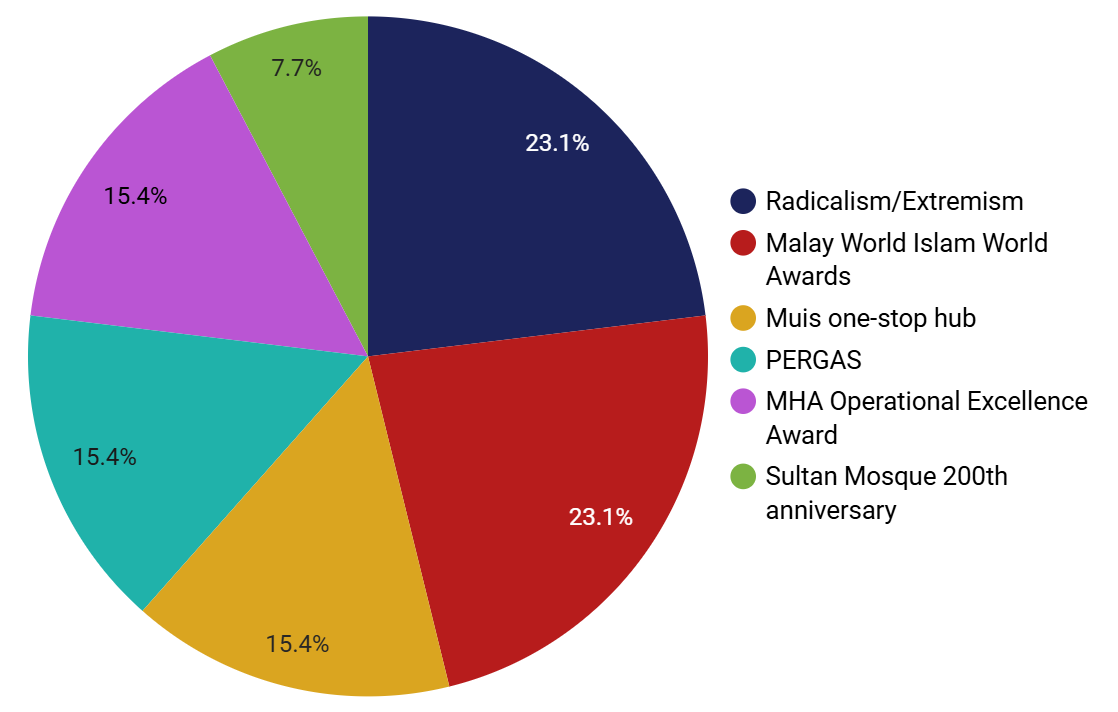 7.7%
23.1%
15.4%
15.4%
23.1%
15.4%
Radicalism/Extremism
Malay World Islam World
Awards
Muis one-stop hub
PERGAS
MHA Operational Excellence
Award
Sultan Mosque 200th
anniversary